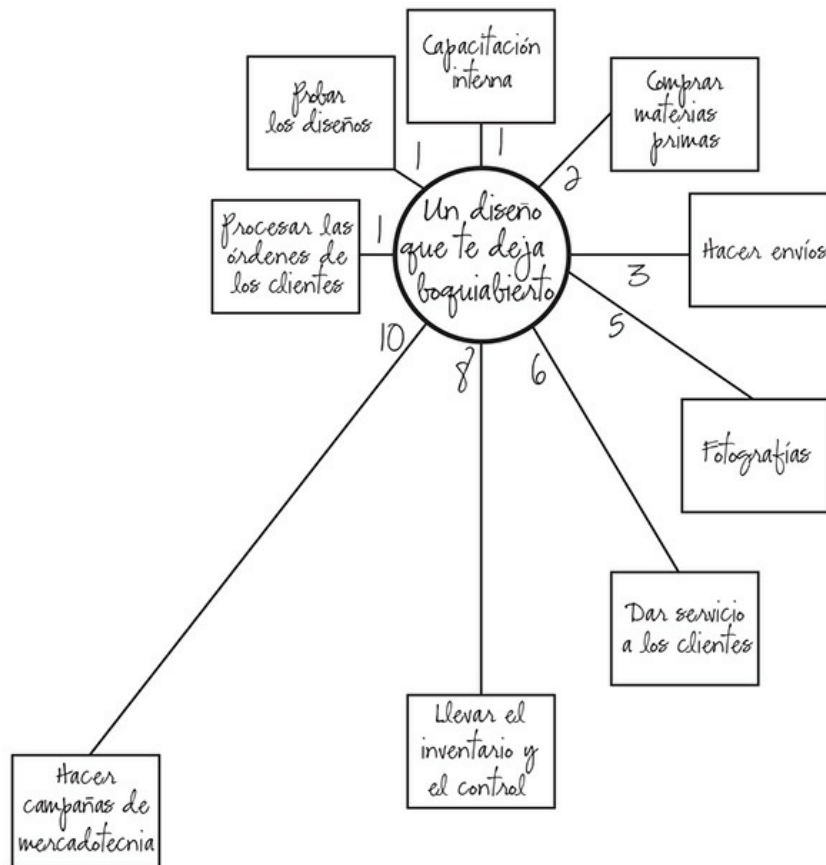 Capacitación
interna
Probar
los diseños
Comprar
materias
primas
1
1
2
Procesar las
órdenes de
los clientes
1
Un diseño
que te deja
boquiabierto
Hacer envíos
3
10
8
6
5
Fotografías
Dar servicio
a los clientes
Llevar el
inventario y
el control
Hacer
campañas de
mercadotecnia